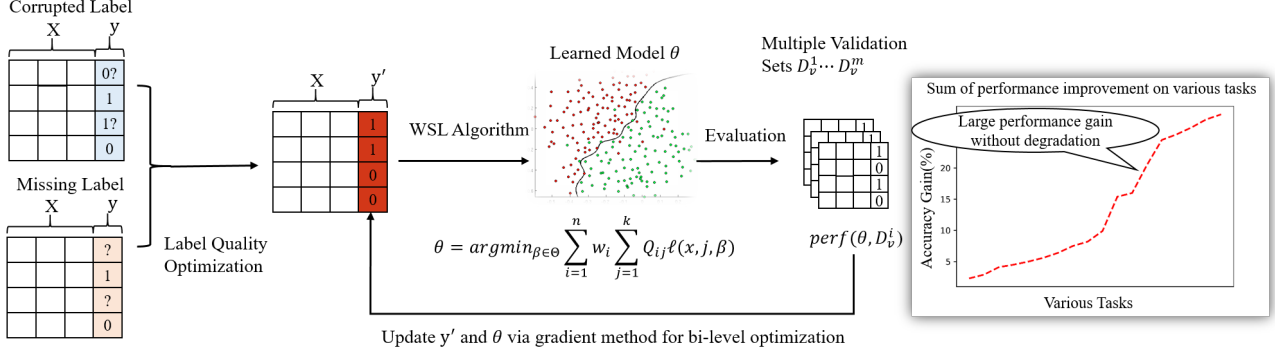 Corrupted Label
X y
0?
1
1?
0
Missing Label
X y
?
1
?
0
Label Quality
Optimization
X y′
1
1
0
0
WSL Algorithm
Learned Model θ
θ = argmin_{β∈Θ} ∑_{i=1}^{n} w_i ∑_{j=1}^{k} Q_{ij} ℓ(x, j, β)
Evaluation
Multiple Validation
Sets D_v^1 ⋯ D_v^m
1
0
1
0
perf(θ, D_v^i)
Update y′ and θ via gradient method for bi-level optimization
Sum of performance improvement on various tasks
Large performance gain
without degradation
Accuracy Gain(%)
20
15
10
5
Various Tasks